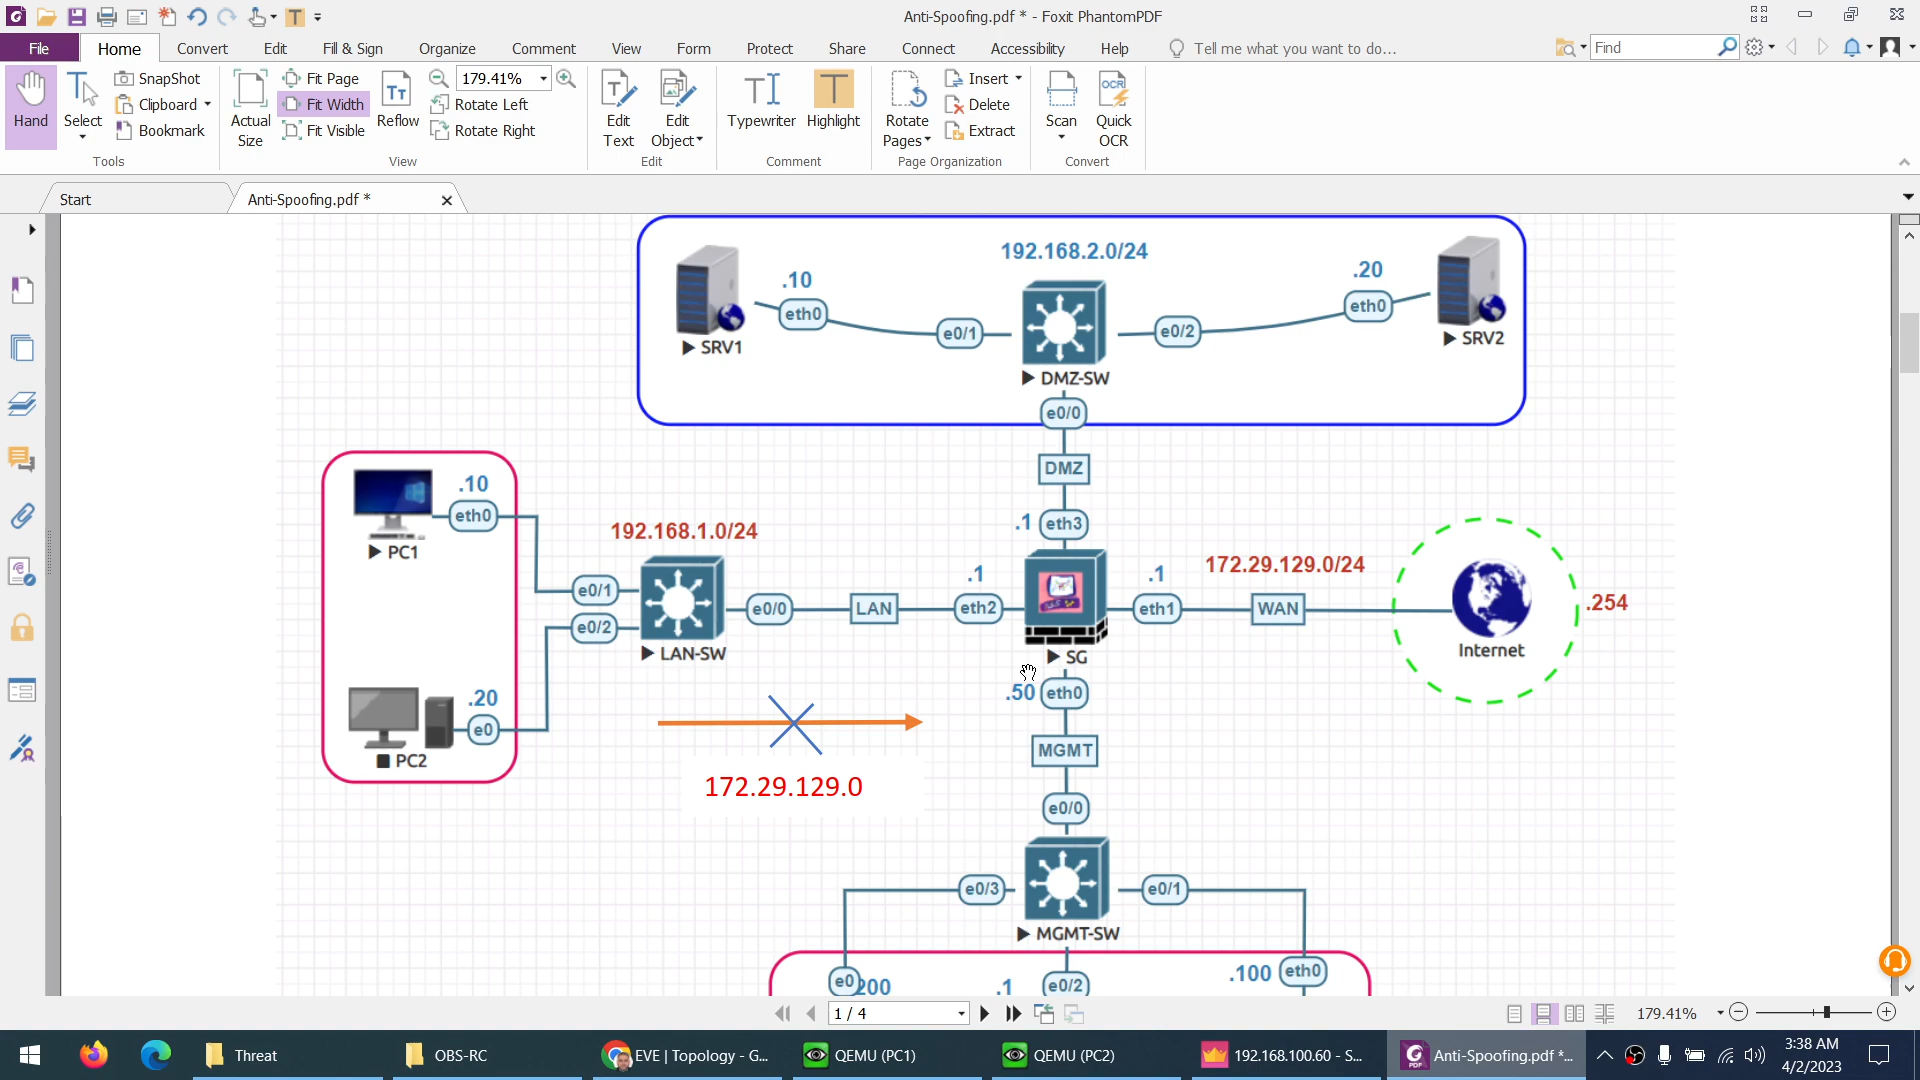 Anti-Spoofing.pdf * - Foxit PhantomPDF
File Home Convert Edit Fill & Sign Organize Comment View Form Protect Share Connect Accessibility Help Tell me what you want to do... Find
Hand
Select
SnapShot
Clipboard
Bookmark
Tools
Actual Size
Fit Page
Fit Width
Fit Visible
Reflow
179.41%
Rotate Left
Rotate Right
View
Edit Text
Edit Object
Edit
Typewriter
Highlight
Comment
Rotate Pages
Insert
Delete
Extract
Page Organization
Scan
Quick OCR
Convert
Start
Anti-Spoofing.pdf *
192.168.2.0/24
.10
eth0
e0/1
e0/2
.20
eth0
SRV1
SRV2
DMZ-SW
e0/0
DMZ
.1 eth3
.10
eth0
PC1
192.168.1.0/24
e0/1
e0/2
LAN-SW
e0/0
LAN
.1
eth2
SG
.1
eth1
172.29.129.0/24
WAN
Internet
.254
.20
e0
PC2
.50 eth0
MGMT
172.29.129.0
e0/0
e0/3
e0/1
MGMT-SW
e0
200
.1
e0/2
.100
eth0
1 / 4
179.41%
Threat
OBS-RC
EVE | Topology - G...
QEMU (PC1)
QEMU (PC2)
192.168.100.60 - S...
Anti-Spoofing.pdf *...
3:38 AM
4/2/2023